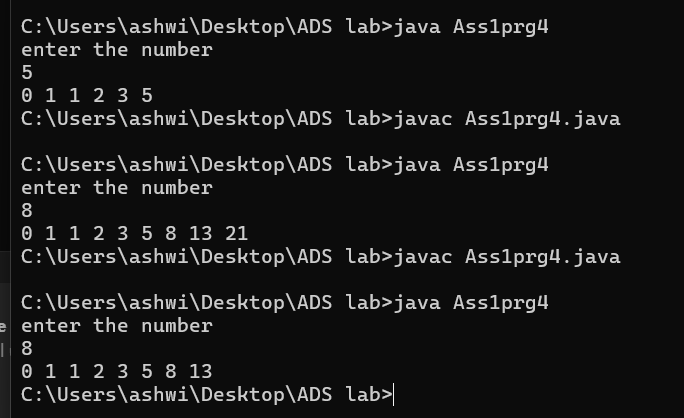 C:\Users\ashwi\Desktop\ADS lab>java Ass1prg4
enter the number
5
0 1 1 2 3 5
C:\Users\ashwi\Desktop\ADS lab>javac Ass1prg4.java
C:\Users\ashwi\Desktop\ADS lab>java Ass1prg4
enter the number
8
0 1 1 2 3 5 8 13 21
C:\Users\ashwi\Desktop\ADS lab>javac Ass1prg4.java
C:\Users\ashwi\Desktop\ADS lab>java Ass1prg4
enter the number
8
0 1 1 2 3 5 8 13
C:\Users\ashwi\Desktop\ADS lab>